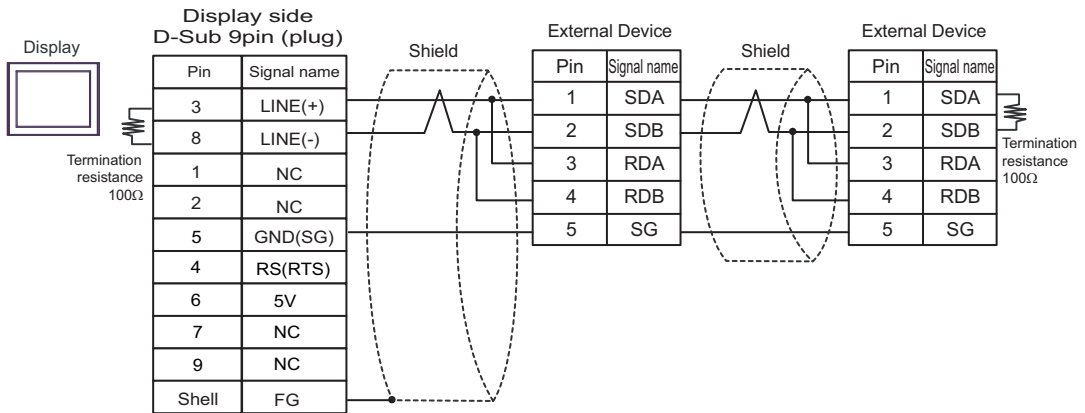 Display side
D-Sub 9pin (plug)
Display
Pin Signal name
3 LINE(+)
8 LINE(-)
1 NC
2 NC
5 GND(SG)
4 RS(RTS)
6 5V
7 NC
9 NC
Shell FG
Termination
resistance
100Ω
Shield
External Device
Pin Signal name
1 SDA
2 SDB
3 RDA
4 RDB
5 SG
Shield
External Device
Pin Signal name
1 SDA
2 SDB
3 RDA
4 RDB
5 SG
Termination
resistance
100Ω